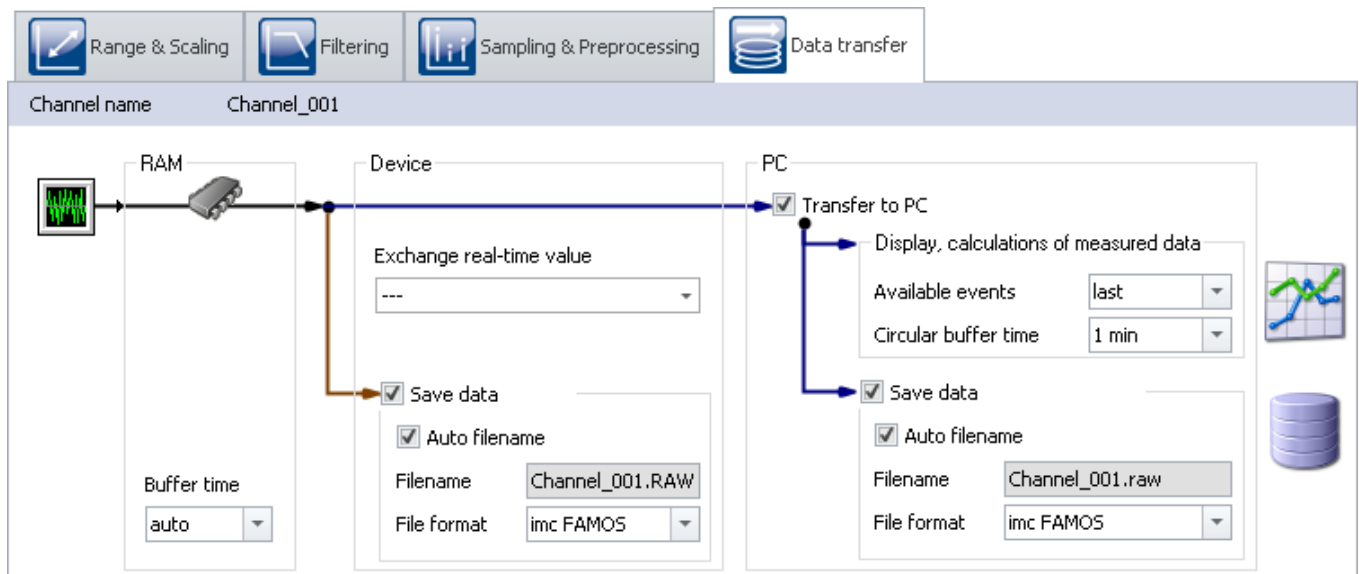 Range & Scaling
Filtering
Sampling & Preprocessing
Data transfer
Channel name Channel_001
RAM
Device
PC
Transfer to PC
Display, calculations of measured data
Exchange real-time value
---
Available events last
Circular buffer time 1 min
Save data
Save data
Auto filename
Auto filename
Buffer time
auto
Filename Channel_001.RAW
File format imc FAMOS
Filename Channel_001.raw
File format imc FAMOS